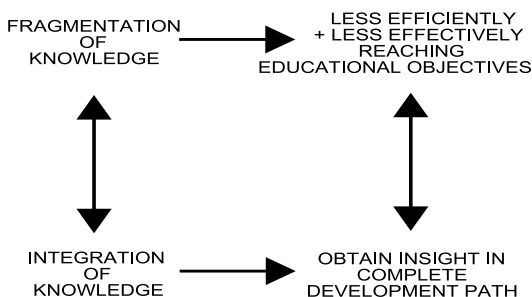 FRAGMENTATION
OF
KNOWLEDGE
LESS EFFICIENTLY
+ LESS EFFECTIVELY
REACHING
EDUCATIONAL OBJECTIVES
INTEGRATION
OF
KNOWLEDGE
OBTAIN INSIGHT IN
COMPLETE
DEVELOPMENT PATH